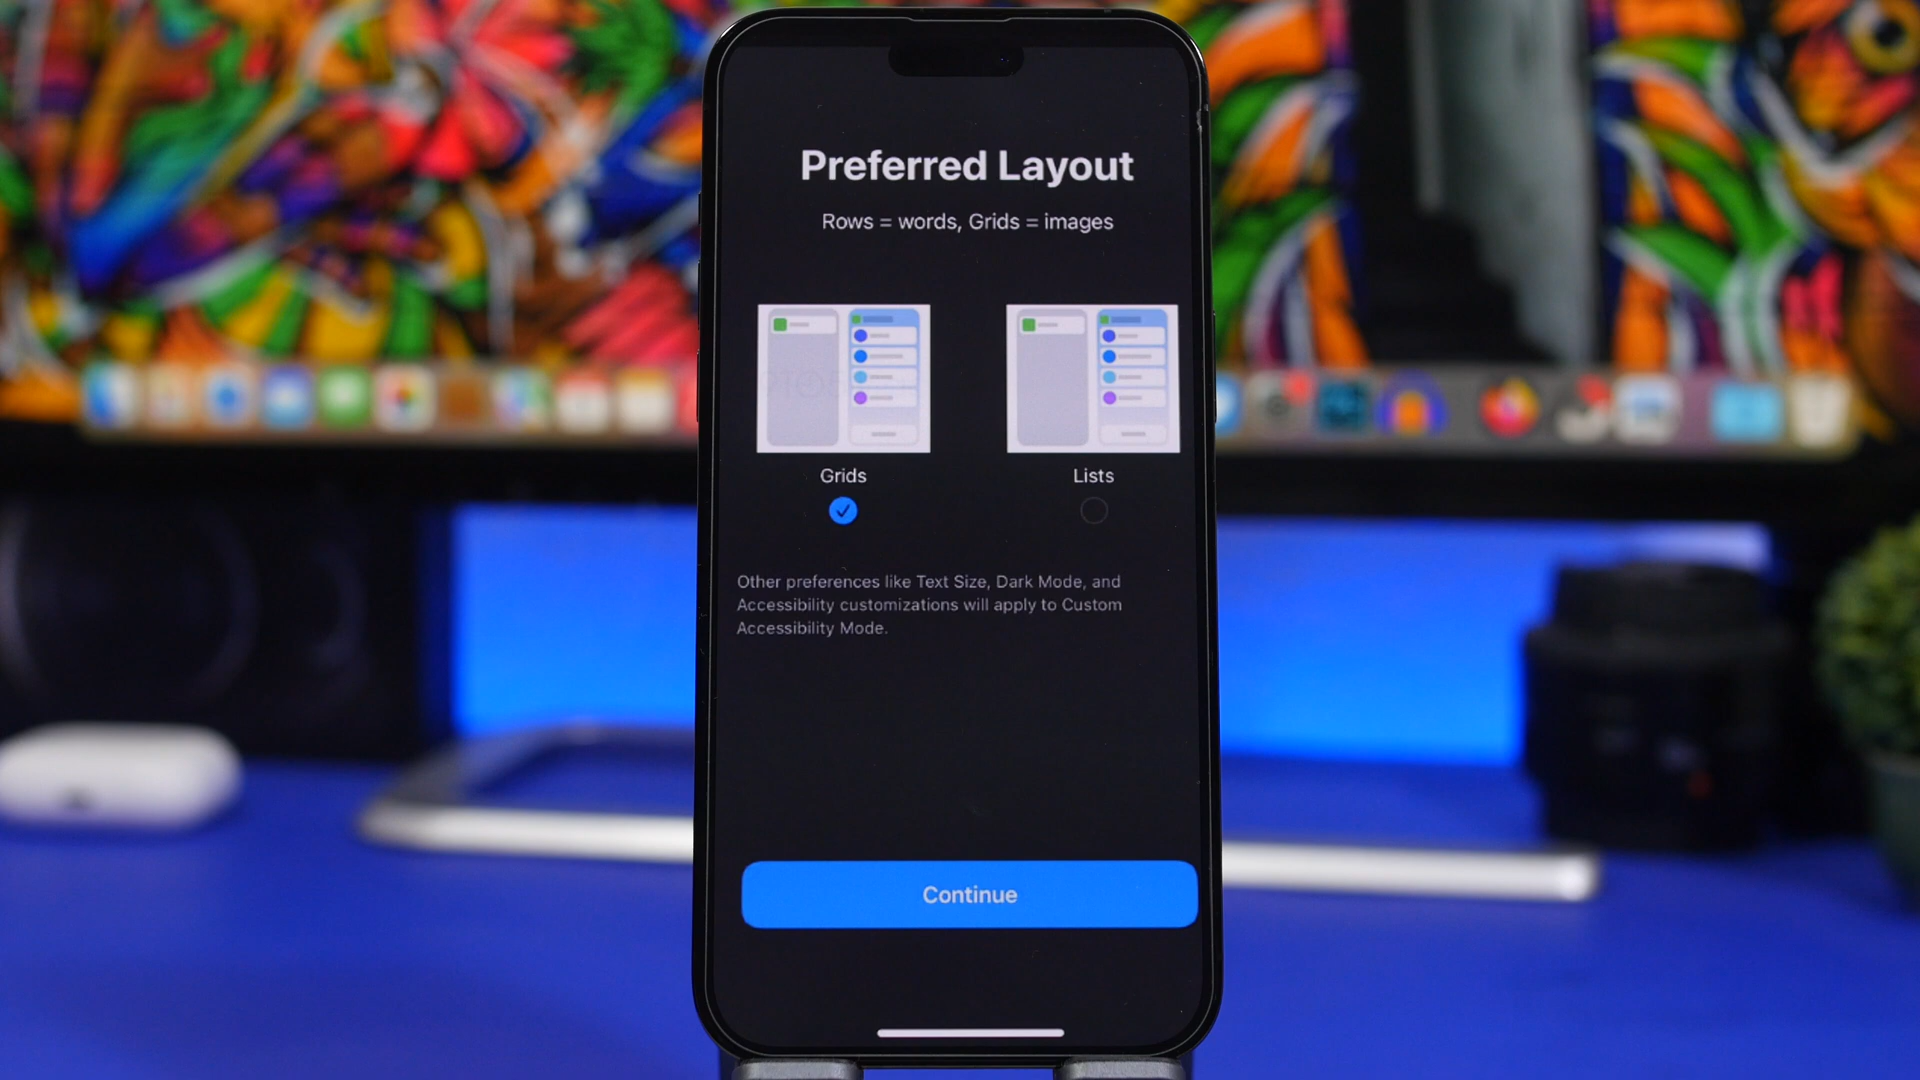 Preferred Layout
Rows = words, Grids = images
Grids
Lists
Other preferences like Text Size, Dark Mode, and
Accessibility customizations will apply to Custom
Accessibility Mode.
Continue